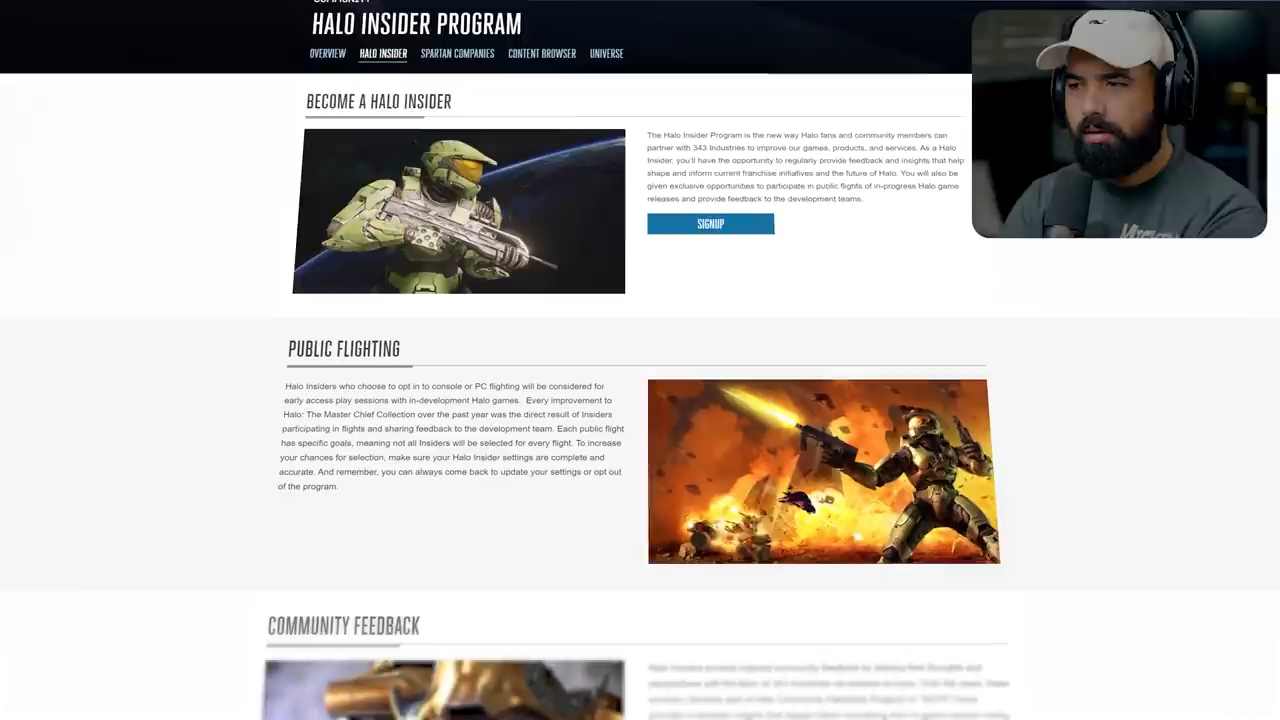 COMMUNITY
HALO INSIDER PROGRAM
OVERVIEW HALO INSIDER SPARTAN COMPANIES CONTENT BROWSER UNIVERSE
BECOME A HALO INSIDER
The Halo Insider Program is the new way Halo fans and community members can
partner with 343 Industries to improve our games, products, and services. As a Halo
Insider, you'll have the opportunity to regularly provide feedback and insights that help
shape and inform current franchise initiatives and the future of Halo. You will also be
given exclusive opportunities to participate in public flights of in-progress Halo game
releases and provide feedback to the development teams.
SIGNUP
PUBLIC FLIGHTING
Halo Insiders who choose to opt in to console or PC flighting will be considered for
early access play sessions with in-development Halo games. Every improvement to
Halo: The Master Chief Collection over the past year was the direct result of Insiders
participating in flights and sharing feedback to the development team. Each public flight
has specific goals, meaning not all Insiders will be selected for every flight. To increase
your chances for selection, make sure your Halo Insider settings are complete and
accurate. And remember, you can always come back to update your settings or opt out
of the program.
COMMUNITY FEEDBACK